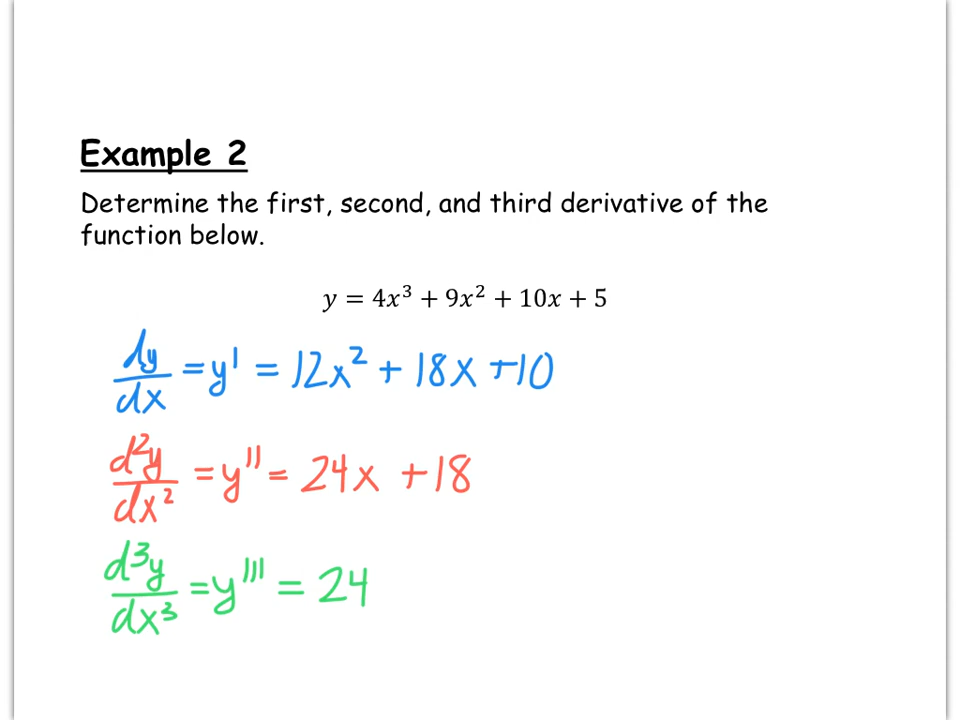 Example 2
Determine the first, second, and third derivative of the
function below.
y = 4x³ + 9x² + 10x + 5
dy/dx = y' = 12x² + 18x + 10
d²y/dx² = y'' = 24x + 18
d³y/dx³ = y''' = 24